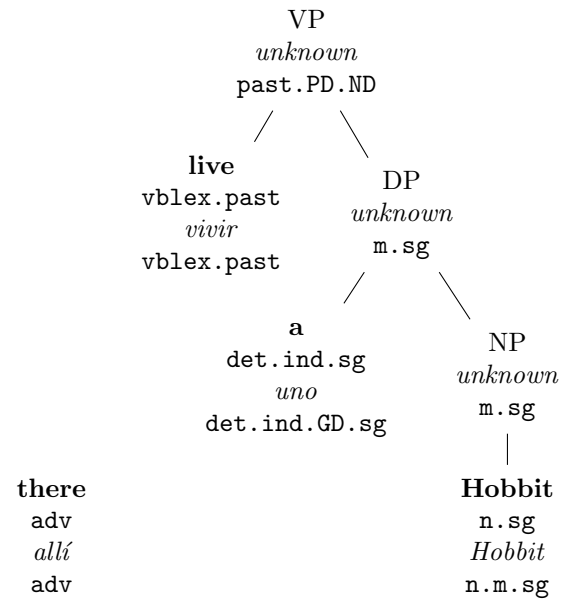 VP
unknown
past.PD.ND
live
vblex.past
vivir
vblex.past
DP
unknown
m.sg
a
det.ind.sg
uno
det.ind.GD.sg
NP
unknown
m.sg
there
adv
allí
adv
Hobbit
n.sg
Hobbit
n.m.sg